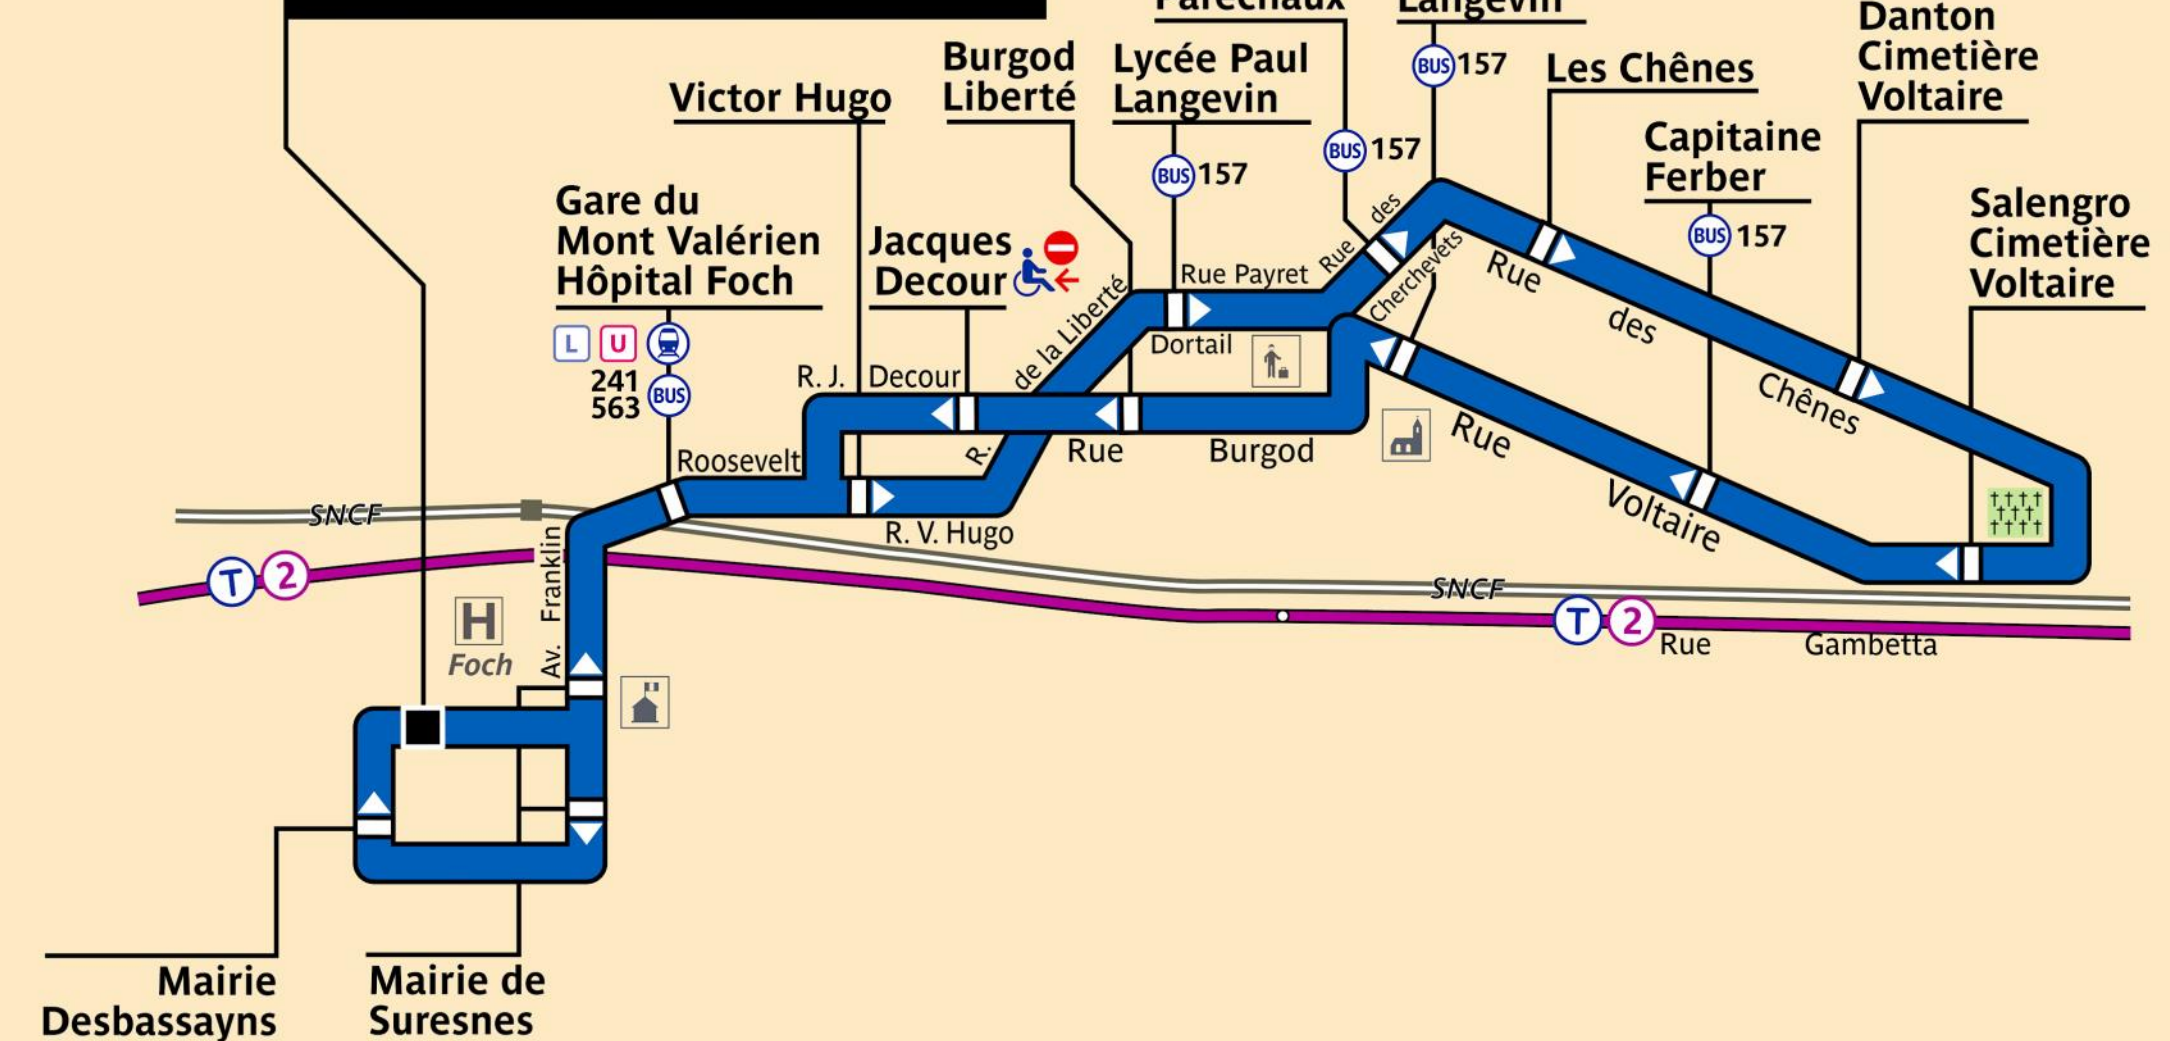 Langevin
Danton
Cimetière
Voltaire
BUS 157
Burgod
Liberté
Lycée Paul
Langevin
Les Chênes
Victor Hugo
Capitaine
Ferber
BUS 157
BUS 157
BUS 157
Gare du
Mont Valérien
Hôpital Foch
Jacques
Decour
Salengro
Cimetière
Voltaire
L U
241
563
BUS
Rue des
Cherchevets
Rue Payret
Dortail
R. de la Liberté
R. J. Decour
Rue des Chênes
Rue Burgod
Rue Voltaire
Roosevelt
R. V. Hugo
SNCF
SNCF
T 2
T 2
Rue Gambetta
Av. Franklin
H
Foch
Mairie
Desbassayns
Mairie de
Suresnes